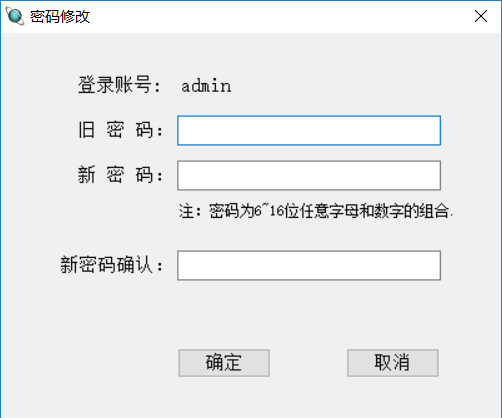 密码修改
登录账号： admin
旧 密 码：
新 密 码：
注：密码为6~16位任意字母和数字的组合.
新密码确认：
确定 取消